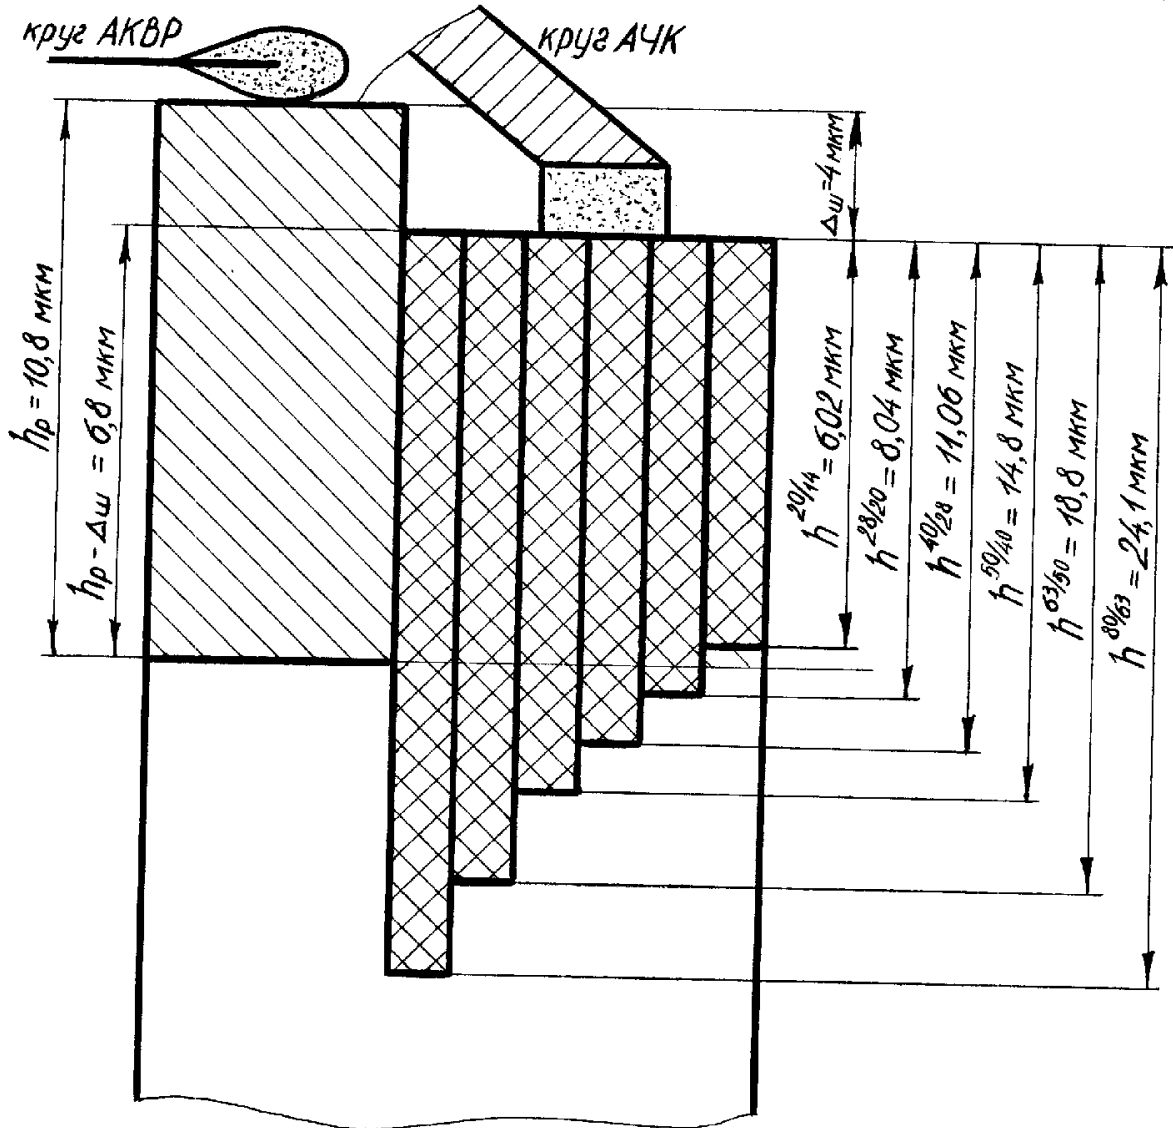 круг АКВР
круг АЧК
Δш=4мкм
hр = 10,8 мкм
hр - Δш = 6,8 мкм
h20/14 = 6,02 мкм
h28/20 = 8,04 мкм
h40/28 = 11,06 мкм
h50/40 = 14,8 мкм
h63/50 = 18,8 мкм
h80/63 = 24,1 мкм